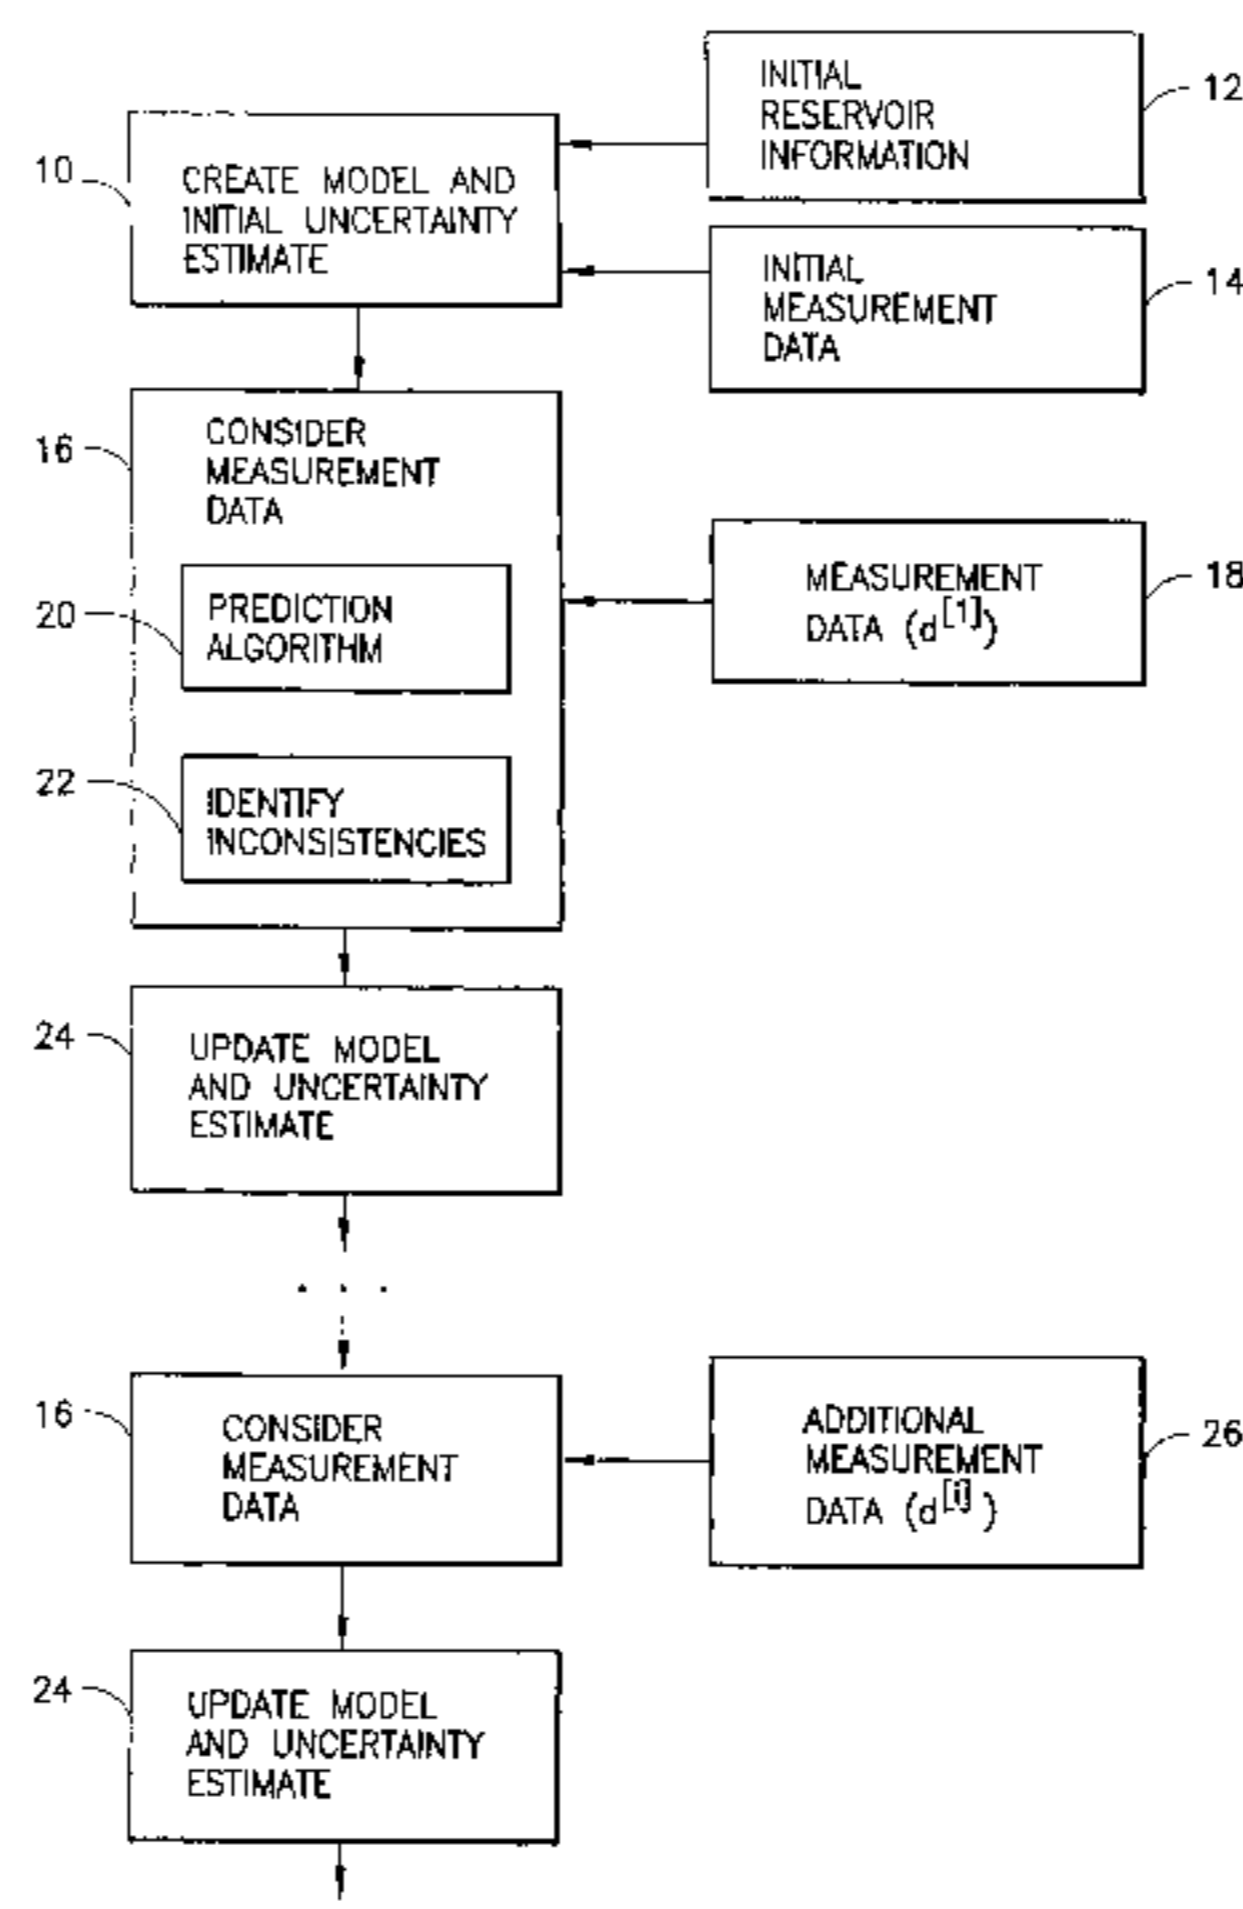 INITIAL
RESERVOIR
INFORMATION
12
10
CREATE MODEL AND
INITIAL UNCERTAINTY
ESTIMATE
INITIAL
MEASUREMENT
DATA
14
16
CONSIDER
MEASUREMENT
DATA
MEASUREMENT
DATA (d[1])
18
20
PREDICTION
ALGORITHM
22
IDENTIFY
INCONSISTENCIES
24
UPDATE MODEL
AND UNCERTAINTY
ESTIMATE
. . .
16
CONSIDER
MEASUREMENT
DATA
ADDITIONAL
MEASUREMENT
DATA (d[i])
26
24
UPDATE MODEL
AND UNCERTAINTY
ESTIMATE